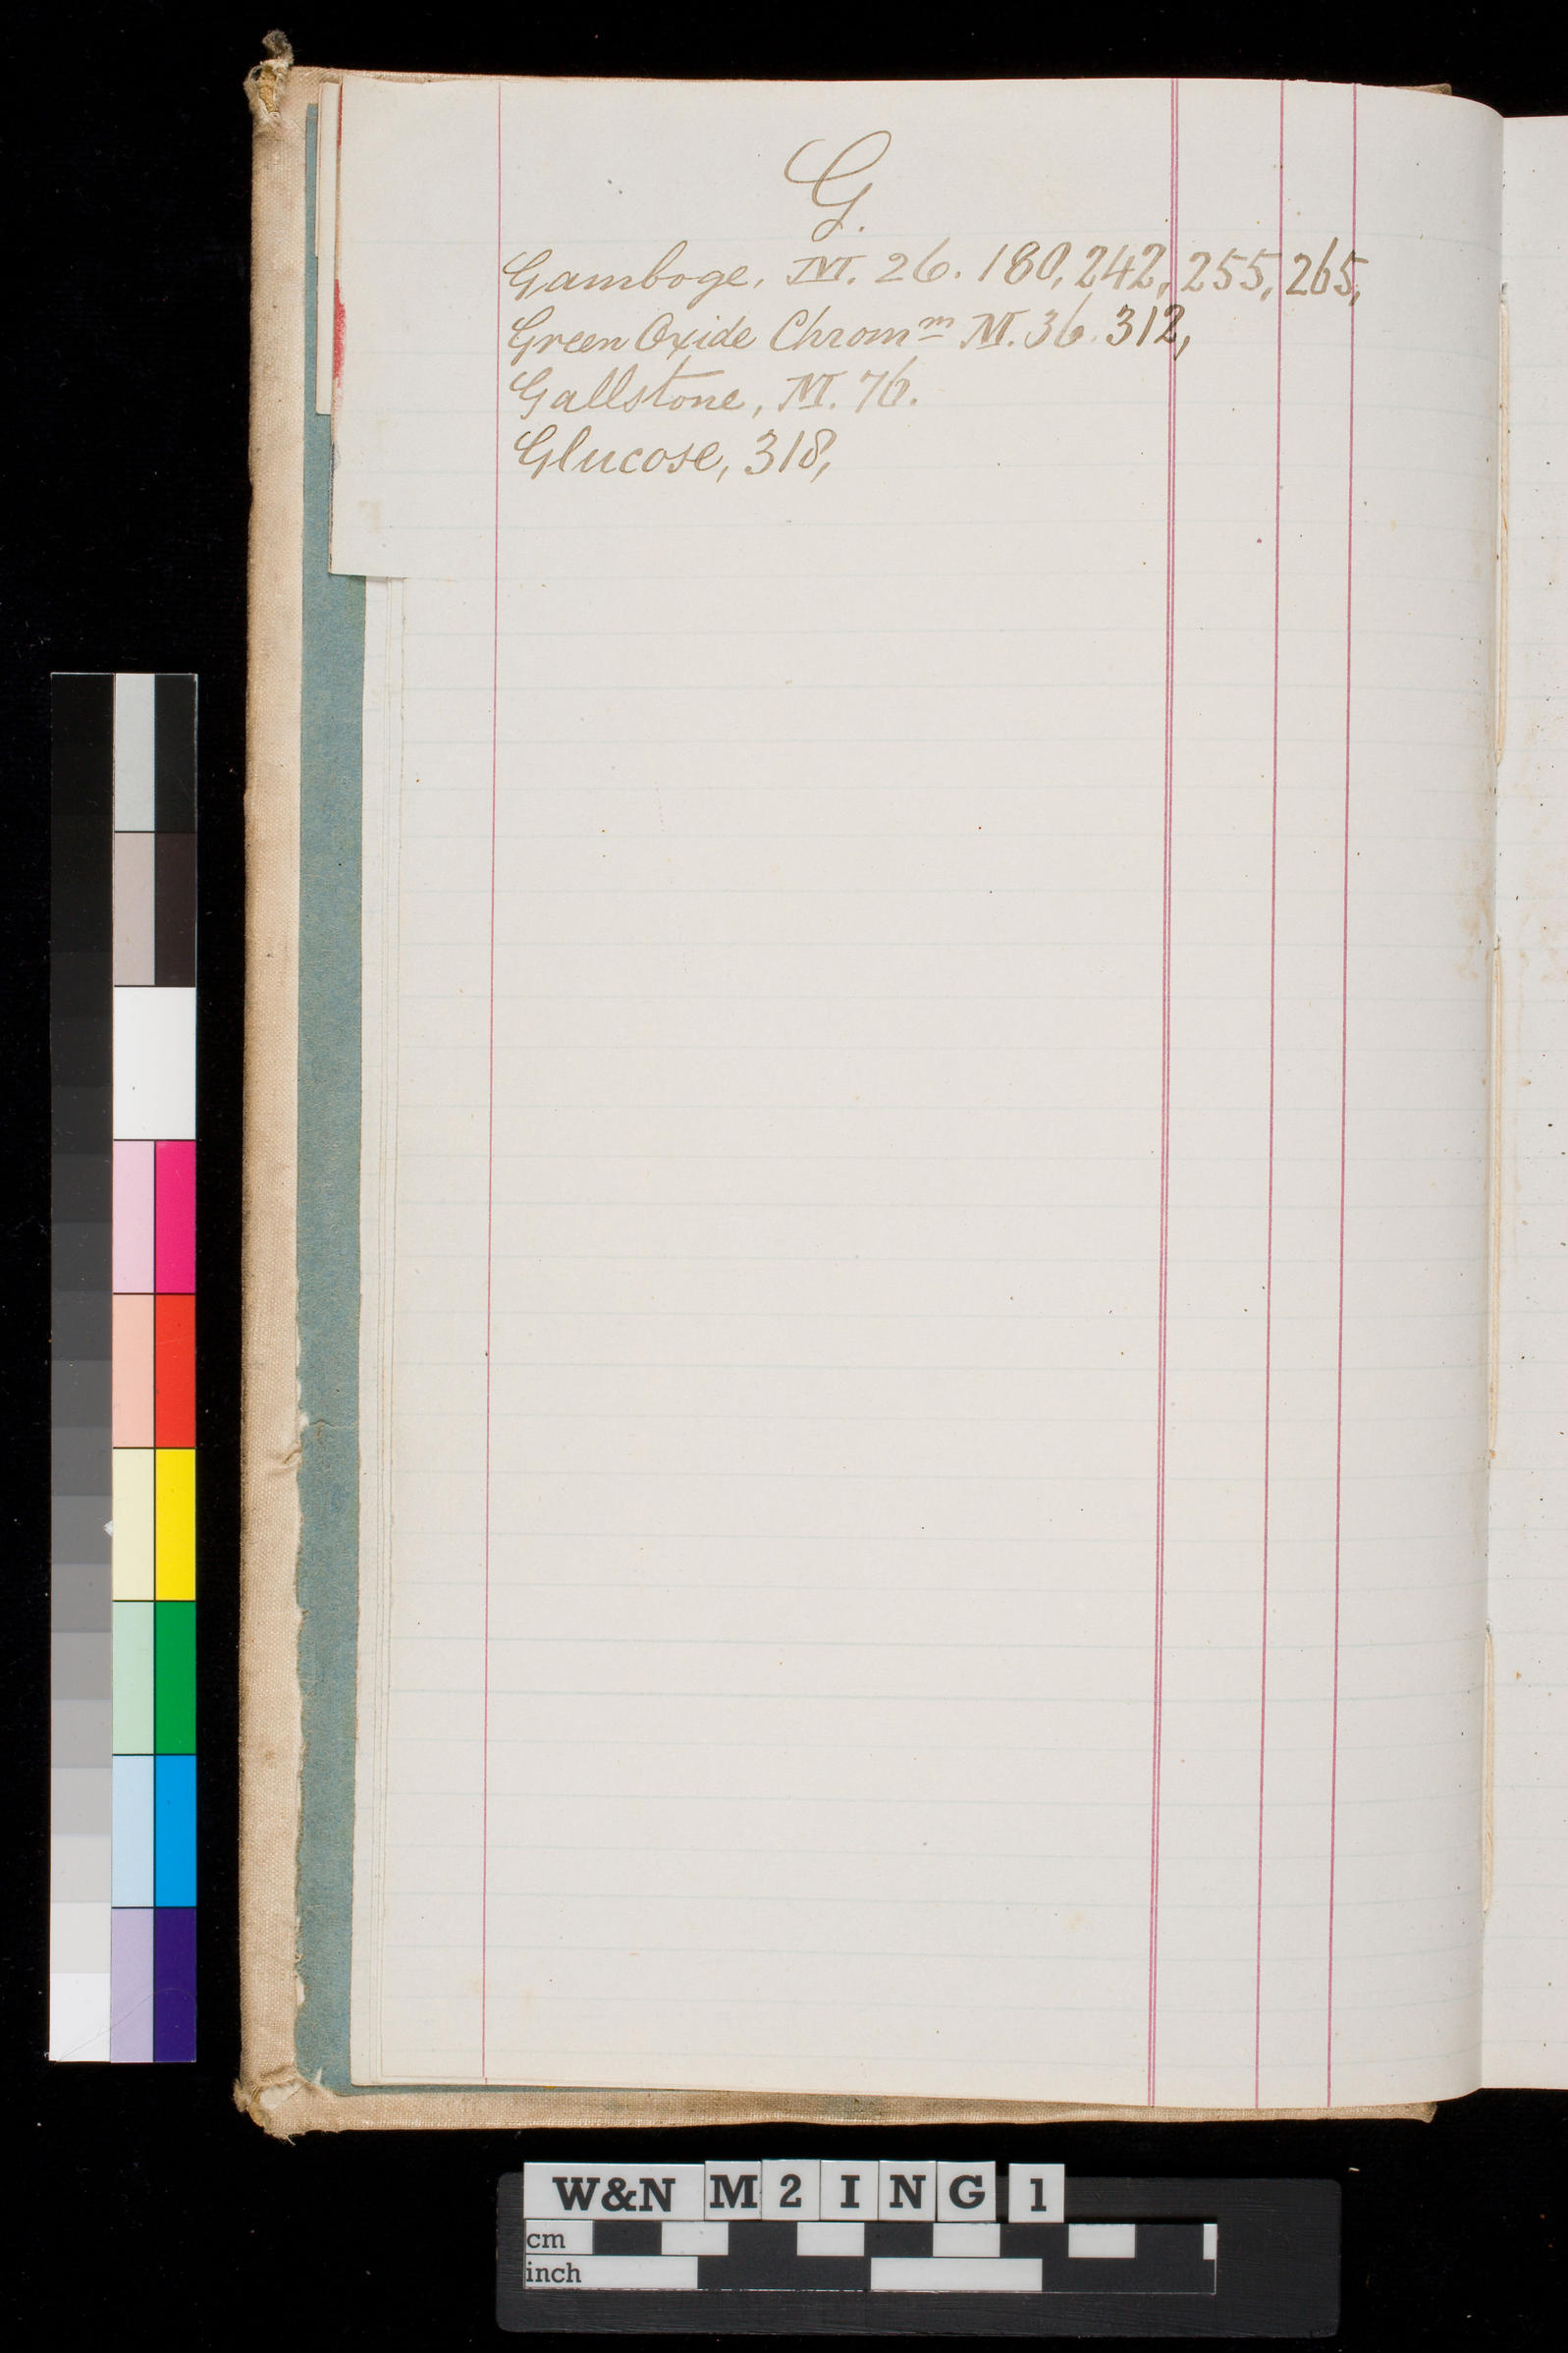 G.
Gamboge, M. 26. 180, 242, 255, 265,
Green Oxide Chromm M. 36. 312,
Gallstone, M. 76.
Glucose, 318,
W&N M 2 I N G 1
cm
inch